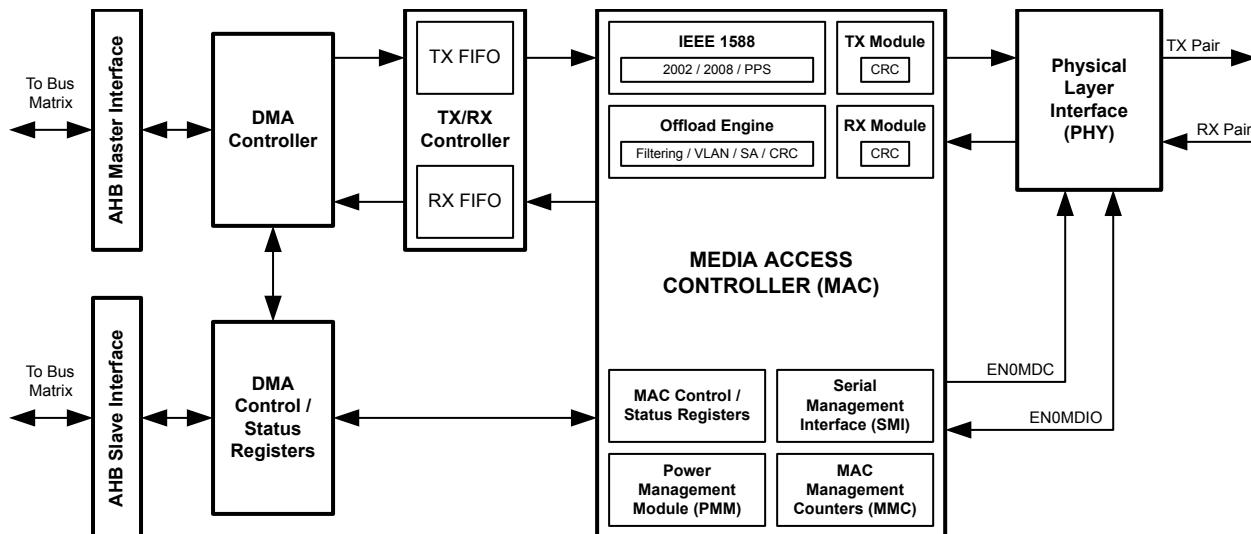 To Bus
Matrix
AHB Master Interface
DMA
Controller
TX FIFO
TX/RX
Controller
RX FIFO
IEEE 1588
2002 / 2008 / PPS
TX Module
CRC
Offload Engine
Filtering / VLAN / SA / CRC
RX Module
CRC
MEDIA ACCESS
CONTROLLER (MAC)
Physical
Layer
Interface
(PHY)
TX Pair
RX Pair
To Bus
Matrix
AHB Slave Interface
DMA
Control /
Status
Registers
MAC Control /
Status Registers
Serial
Management
Interface (SMI)
Power
Management
Module (PMM)
MAC
Management
Counters (MMC)
EN0MDC
EN0MDIO